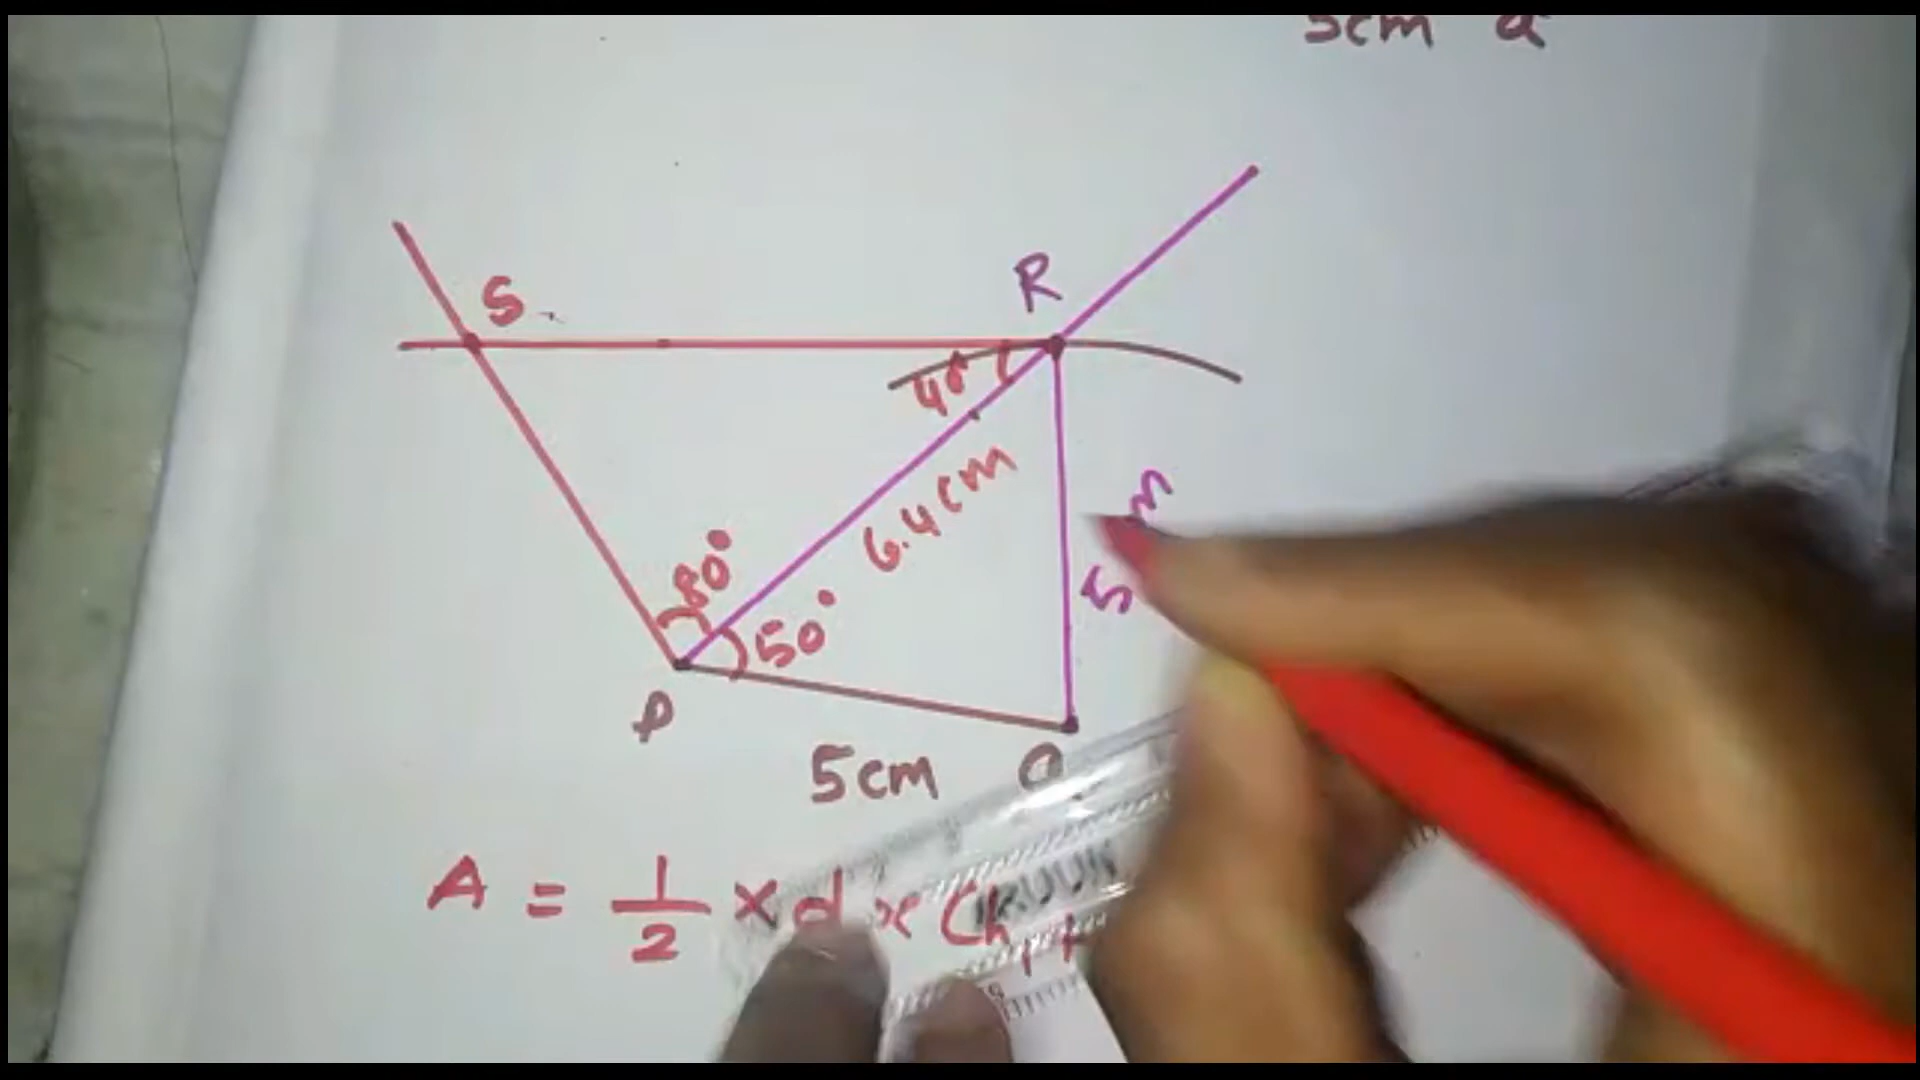 5cm
S
R
40°
6.4cm
80°
50°
P
5cm
Q
A = 1/2 × d × (h₁ +